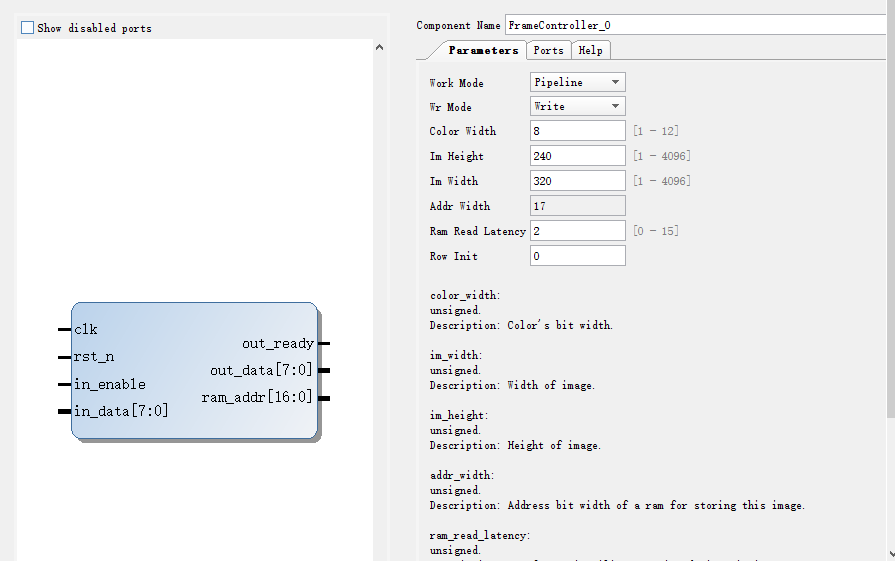 Show disabled ports
clk
rst_n
in_enable
in_data[7:0]
out_ready
out_data[7:0]
ram_addr[16:0]
Component Name FrameController_0
Parameters Ports Help
Work Mode Pipeline
Wr Mode Write
Color Width 8 [1 - 12]
Im Height 240 [1 - 4096]
Im Width 320 [1 - 4096]
Addr Width 17
Ram Read Latency 2 [0 - 15]
Row Init 0
color_width:
unsigned.
Description: Color's bit width.
im_width:
unsigned.
Description: Width of image.
im_height:
unsigned.
Description: Height of image.
addr_width:
unsigned.
Description: Address bit width of a ram for storing this image.
ram_read_latency:
unsigned.